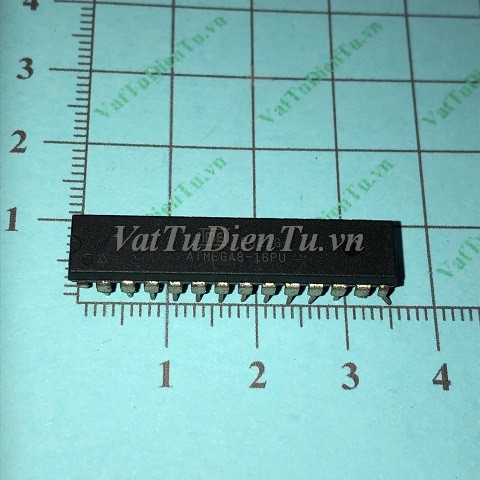 4
VatTuDienTu.vn
3
VatTuDienTu.vn
2
VatTuDienTu.vn
1
VatTuDienTu.vn
ATMEGA8-16PU
1 2 3 4